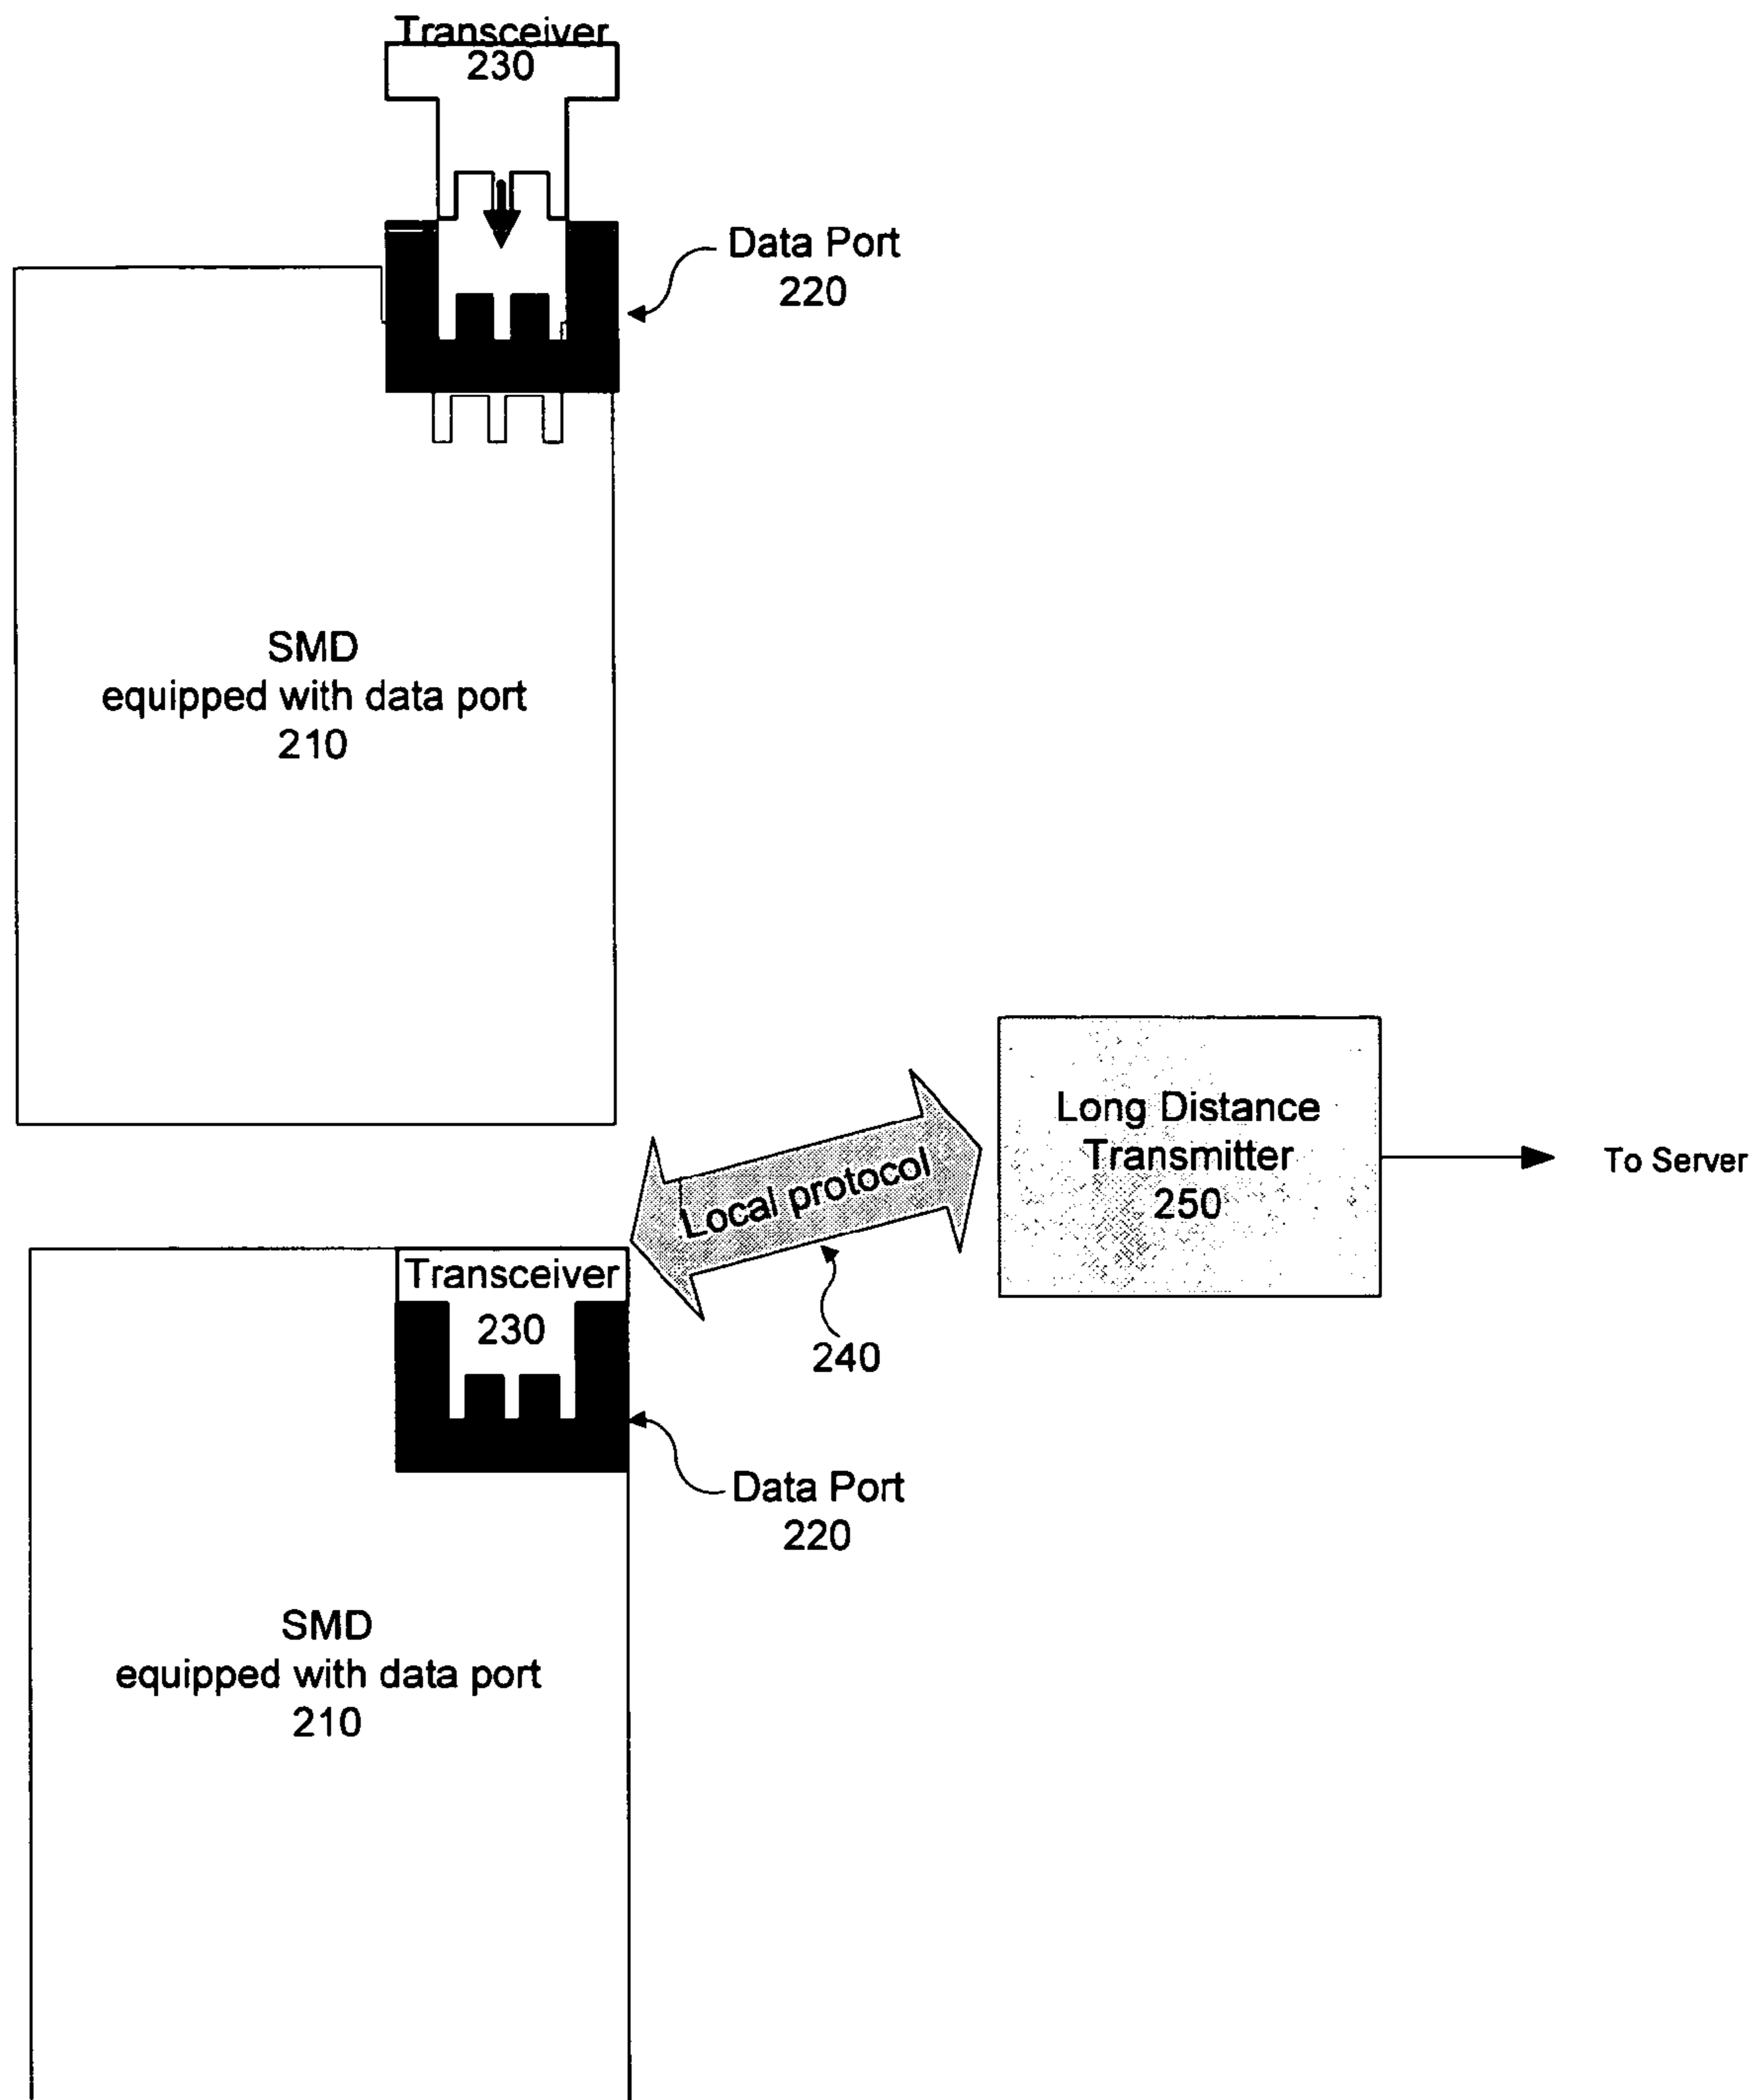 Transceiver
230
Data Port
220
SMD
equipped with data port
210
Long Distance
Transmitter
250
To Server
Local protocol
240
Transceiver
230
Data Port
220
SMD
equipped with data port
210